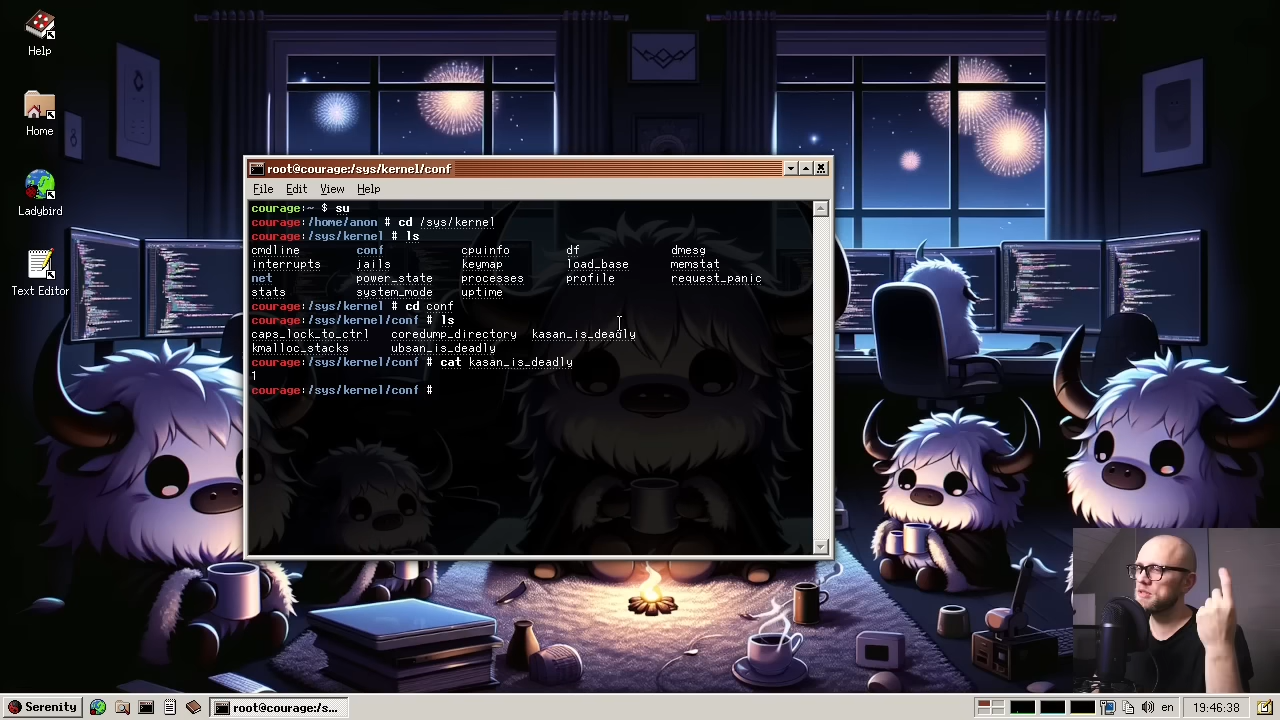 Help
Home
Ladybird
Text Editor
root@courage:/sys/kernel/conf
File Edit View Help
courage:~ $ su
courage:/home/anon # cd /sys/kernel
courage:/sys/kernel # ls
cmdline conf cpuinfo df dmesg
interrupts jails keymap load_base memstat
net power_state processes profile request_panic
stats system_mode uptime
courage:/sys/kernel # cd conf
courage:/sys/kernel/conf # ls
caps_lock_to_ctrl coredump_directory kasan_is_deadly
kmalloc_stacks ubsan_is_deadly
courage:/sys/kernel/conf # cat kasan_is_deadly
1
courage:/sys/kernel/conf #
Serenity
root@courage:/s...
en
19:46:38